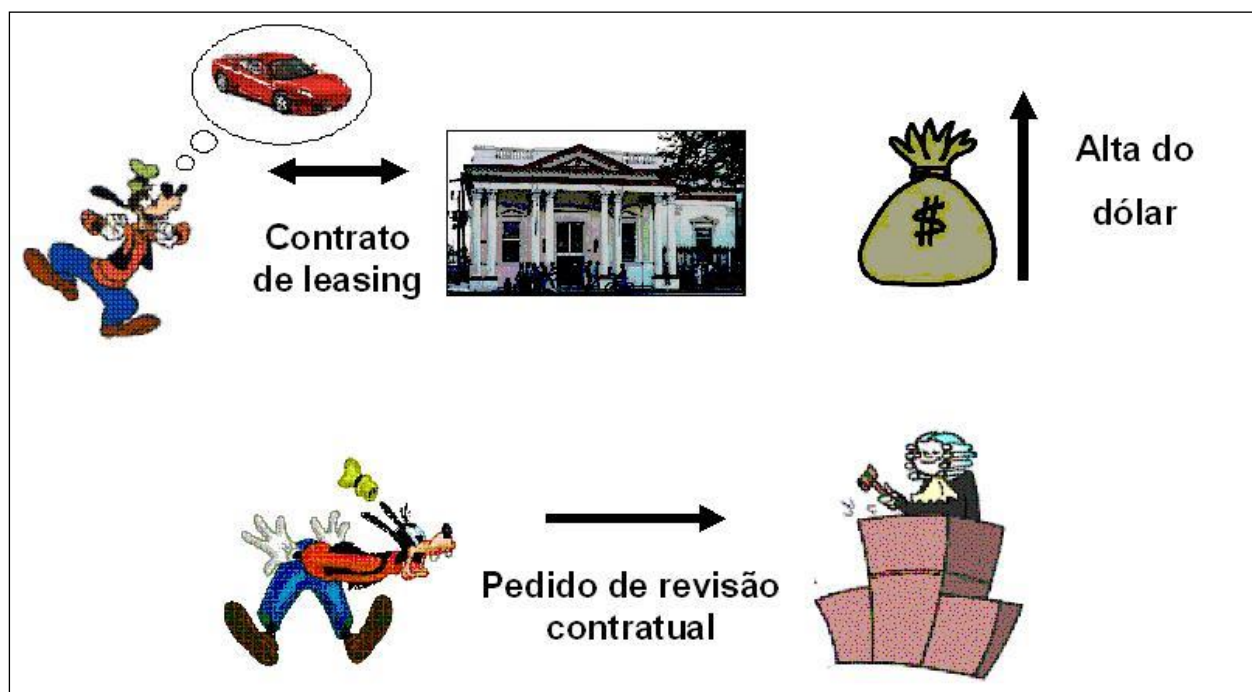 Contrato
de leasing
$
Alta do
dólar
Pedido de revisão
contratual